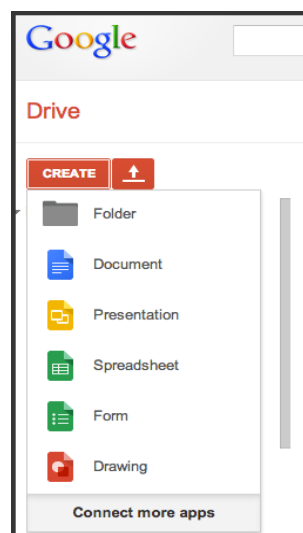 Google
Drive
CREATE
Folder
Document
Presentation
Spreadsheet
Form
Drawing
Connect more apps